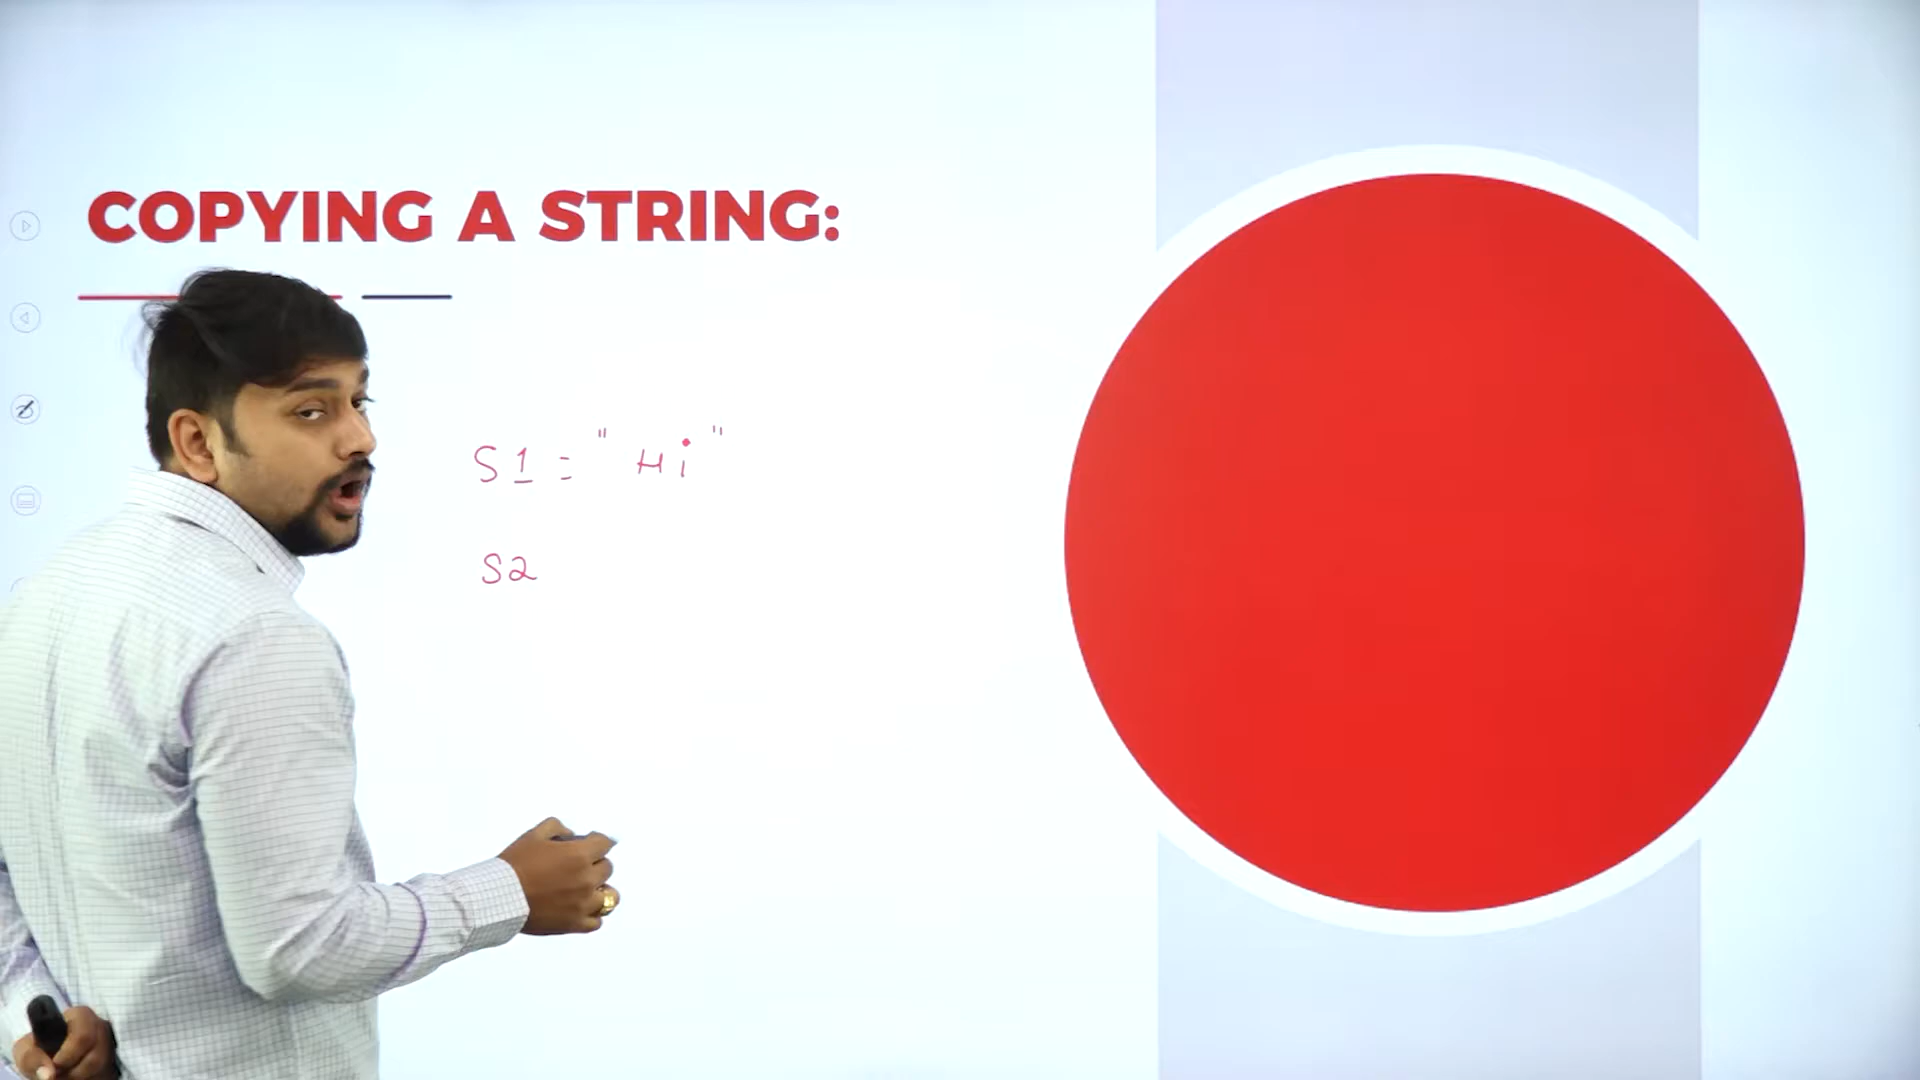 COPYING A STRING:
S1 = "Hi"
S2